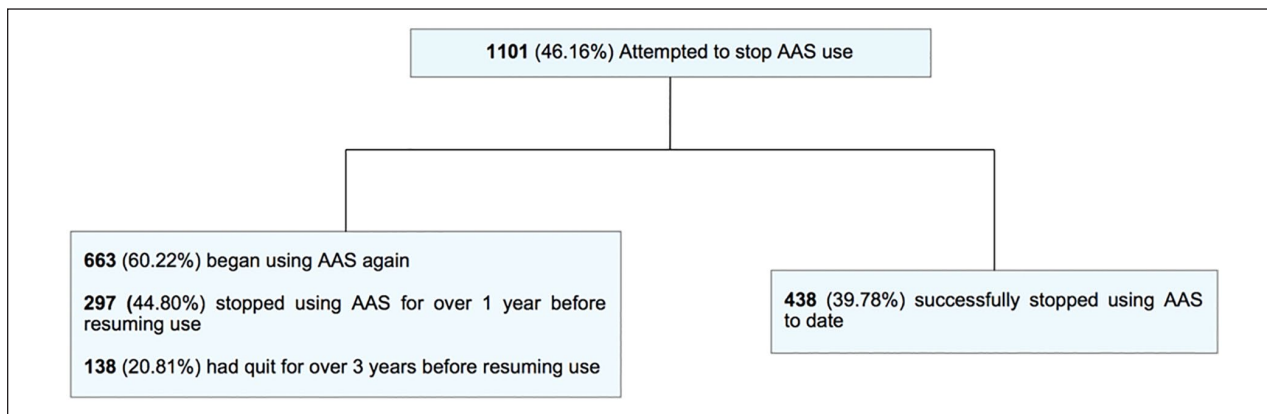 1101 (46.16%) Attempted to stop AAS use
663 (60.22%) began using AAS again
297 (44.80%) stopped using AAS for over 1 year before
resuming use
138 (20.81%) had quit for over 3 years before resuming use
438 (39.78%) successfully stopped using AAS
to date